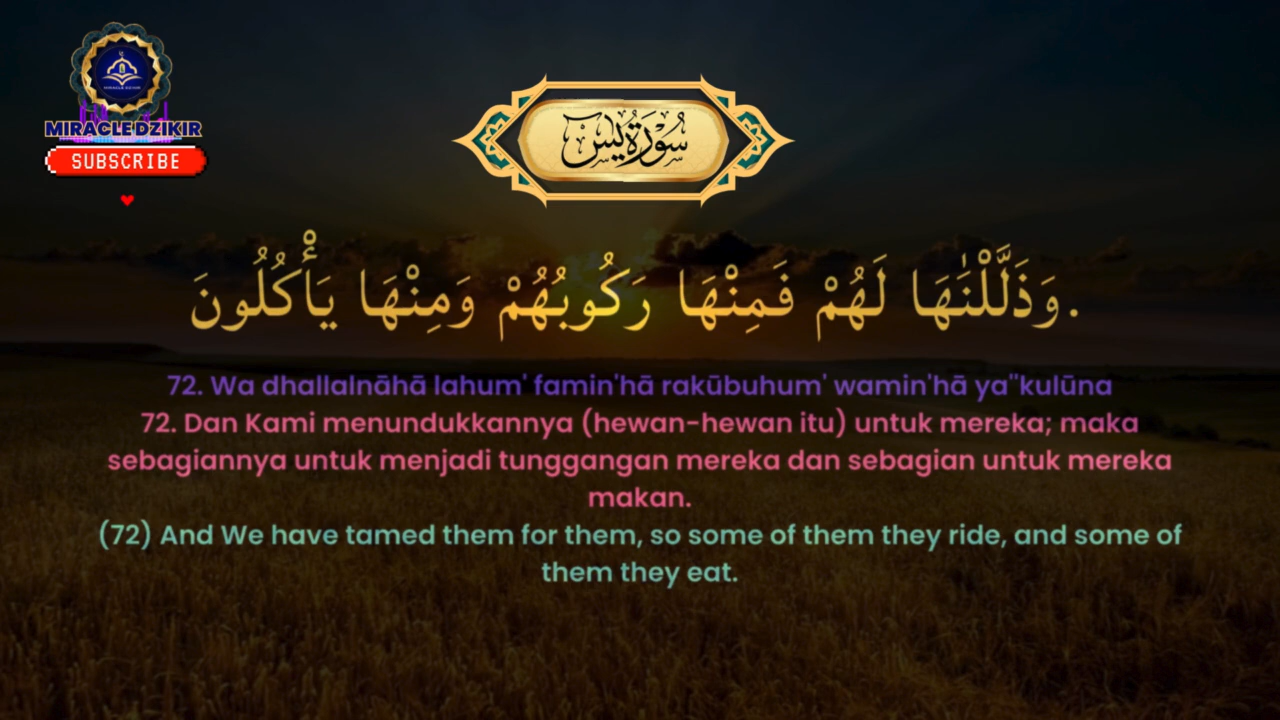 MIRACLE DZIKIR
MIRACLE DZIKIR
SUBSCRIBE
سُوْرَةُ يٰسٓ
وَذَلَّلْنَٰهَا لَهُمْ فَمِنْهَا رَكُوبُهُمْ وَمِنْهَا يَأْكُلُونَ.
72. Wa dhallalnāhā lahum' famin'hā rakūbuhum' wamin'hā ya"kulūna
72. Dan Kami menundukkannya (hewan-hewan itu) untuk mereka; maka
sebagiannya untuk menjadi tunggangan mereka dan sebagian untuk mereka
makan.
(72) And We have tamed them for them, so some of them they ride, and some of
them they eat.